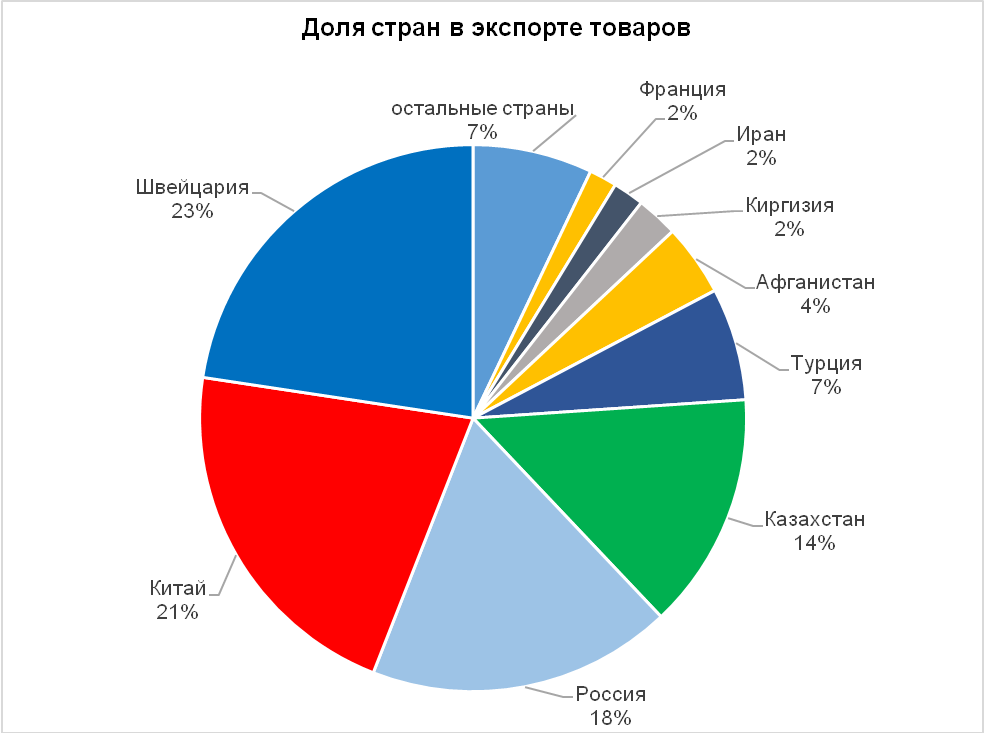 Доля стран в экспорте товаров
остальные страны
7%
Франция
2%
Иран
2%
Киргизия
2%
Афганистан
4%
Турция
7%
Казахстан
14%
Россия
18%
Китай
21%
Швейцария
23%